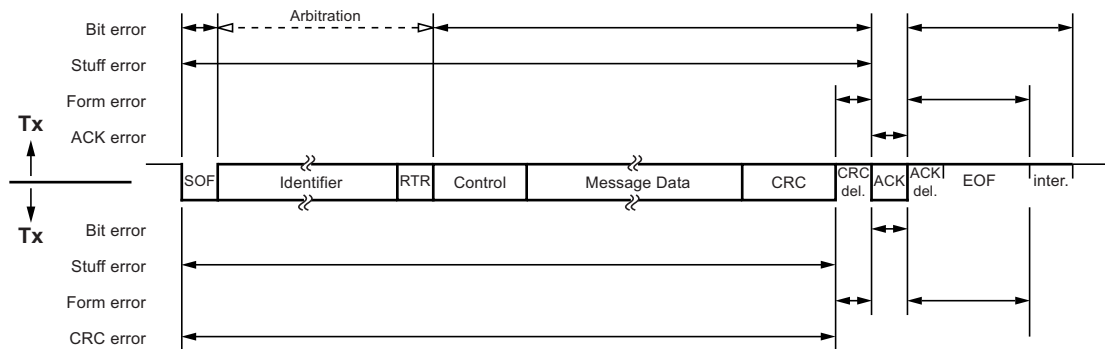 Arbitration
Bit error
Stuff error
Form error
Tx
ACK error
SOF Identifier RTR Control Message Data CRC CRC del. ACK ACK del. EOF inter.
Tx
Bit error
Stuff error
Form error
CRC error